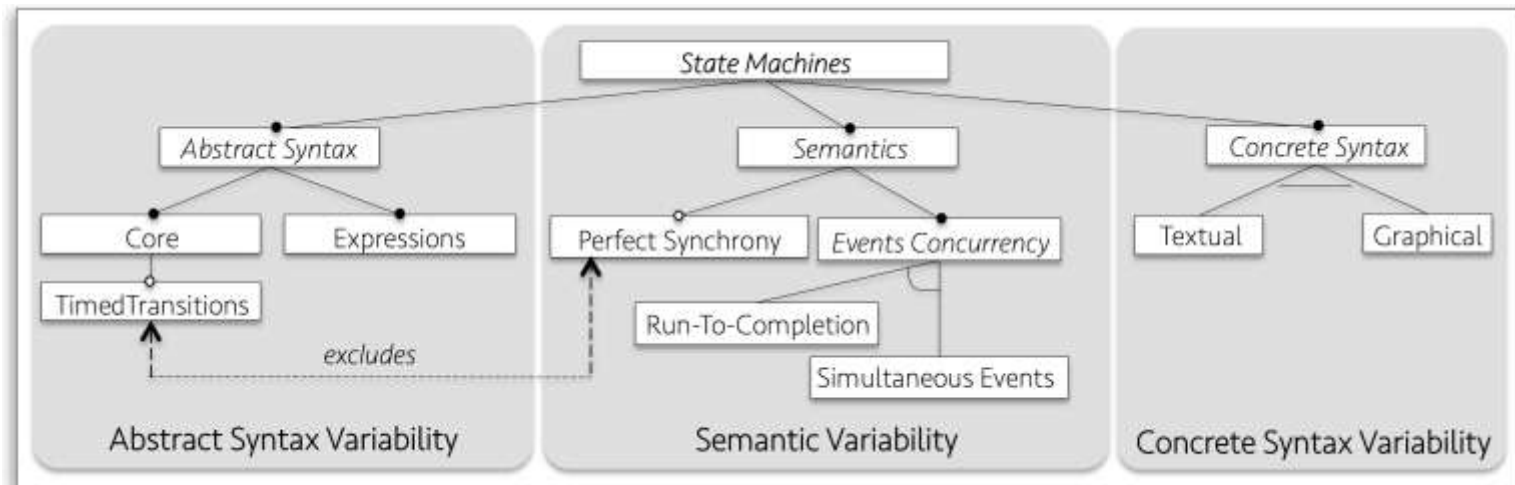 State Machines
Abstract Syntax
Semantics
Concrete Syntax
Core
Expressions
Perfect Synchrony
Events Concurrency
Textual
Graphical
TimedTransitions
Run-To-Completion
excludes
Simultaneous Events
Abstract Syntax Variability
Semantic Variability
Concrete Syntax Variability